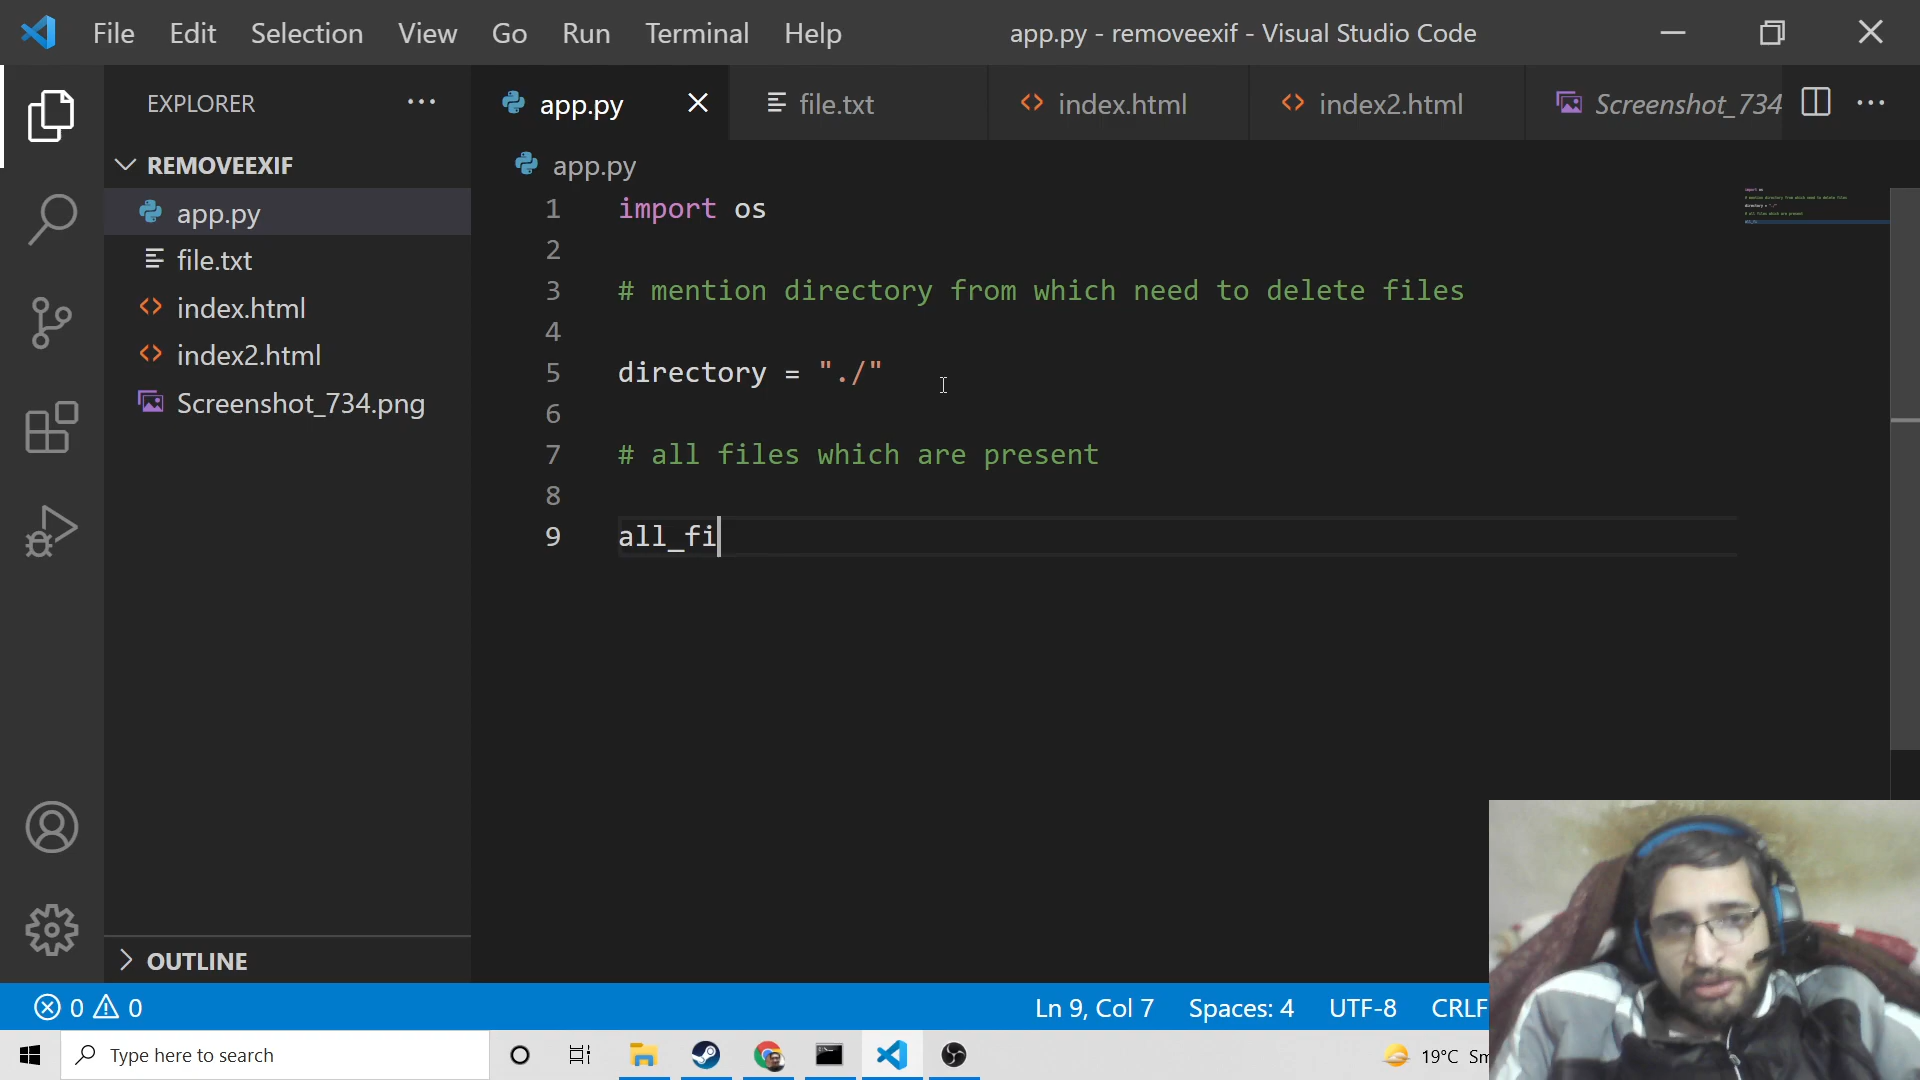 File Edit Selection View Go Run Terminal Help app.py - removeexif - Visual Studio Code
EXPLORER
app.py file.txt index.html index2.html Screenshot_734
REMOVEEXIF
app.py
file.txt
index.html
index2.html
Screenshot_734.png
OUTLINE
app.py
1 import os
2
3 # mention directory from which need to delete files
4
5 directory = "./"
6
7 # all files which are present
8
9 all_fi
0 0 Ln 9, Col 7 Spaces: 4 UTF-8 CRLF
Type here to search 19°C Sm